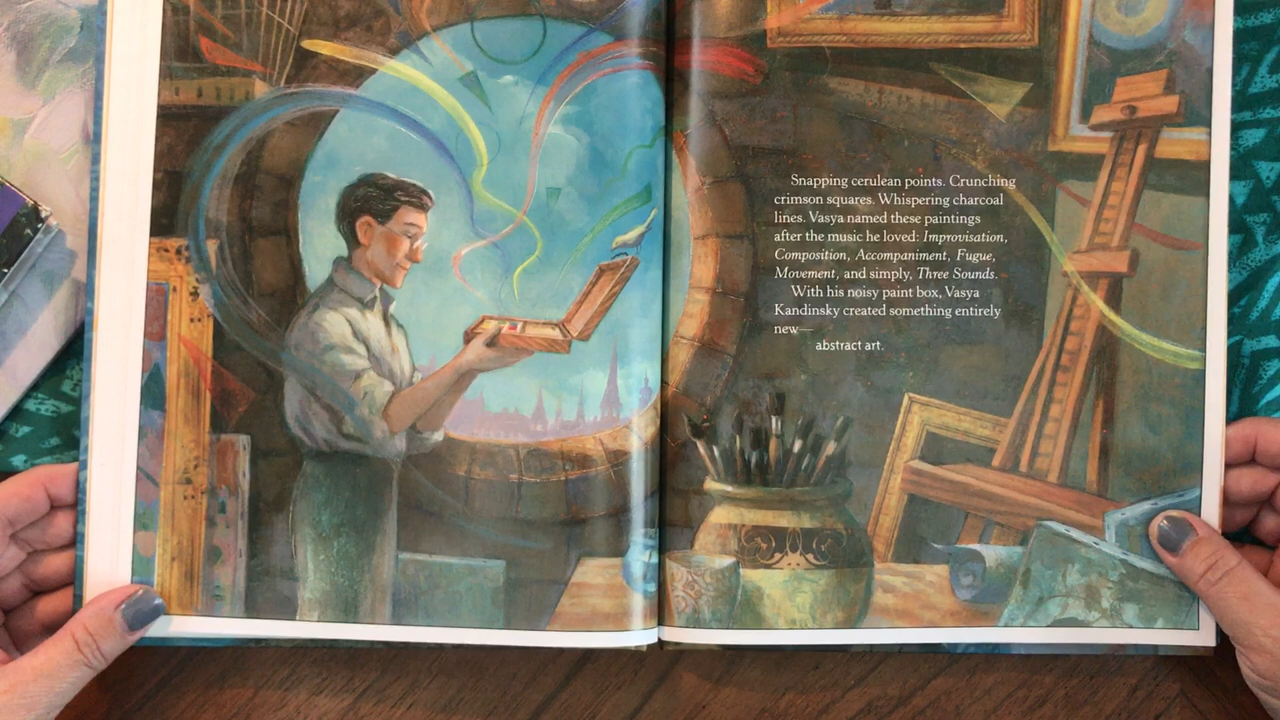 Snapping cerulean points. Crunching
crimson squares. Whispering charcoal
lines. Vasya named these paintings
after the music he loved: Improvisation,
Composition, Accompaniment, Fugue,
Movement, and simply, Three Sounds.
With his noisy paint box, Vasya
Kandinsky created something entirely
new—
abstract art.